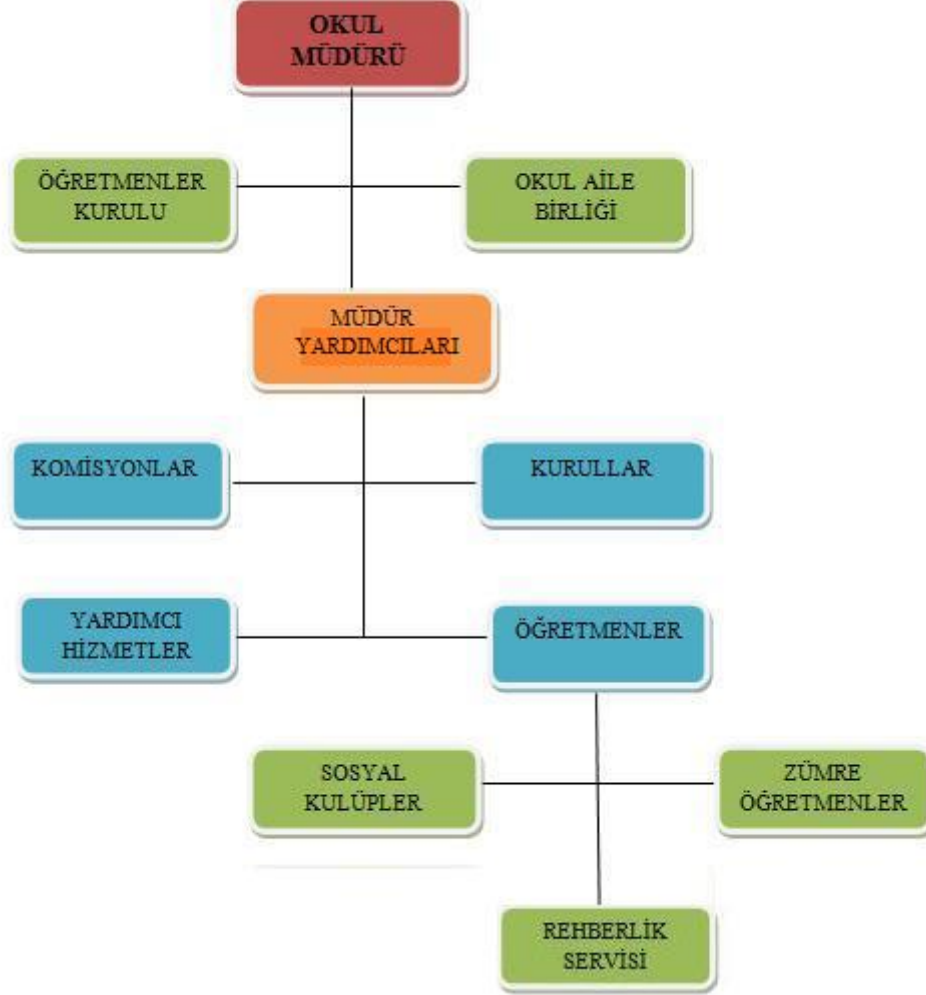 OKUL
MÜDÜRÜ
ÖĞRETMENLER
KURULU
OKUL AİLE
BİRLİĞİ
MÜDÜR
YARDIMCILARI
KOMİSYONLAR
KURULLAR
YARDIMCI
HİZMETLER
ÖĞRETMENLER
SOSYAL
KULÜPLER
ZÜMRE
ÖĞRETMENLER
REHBERLİK
SERVİSİ